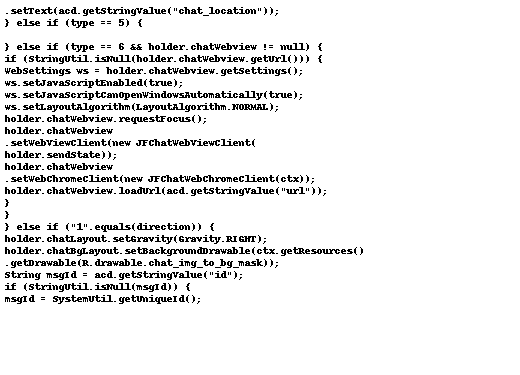 .setText(acd.getStringValue("chat_location"));
} else if (type == 5) {

} else if (type == 6 && holder.chatWebview != null) {
if (StringUtil.isNull(holder.chatWebview.getUrl())) {
WebSettings ws = holder.chatWebview.getSettings();
ws.setJavaScriptEnabled(true);
ws.setJavaScriptCanOpenWindowsAutomatically(true);
ws.setLayoutAlgorithm(LayoutAlgorithm.NORMAL);
holder.chatWebview.requestFocus();
holder.chatWebview
.setWebViewClient(new JFChatWebViewClient(
holder.sendState));
holder.chatWebview
.setWebChromeClient(new JFChatWebChromeClient(ctx));
holder.chatWebview.loadUrl(acd.getStringValue("url"));
}
}
} else if ("1".equals(direction)) {
holder.chatLayout.setGravity(Gravity.RIGHT);
holder.chatBgLayout.setBackgroundDrawable(ctx.getResources()
.getDrawable(R.drawable.chat_img_to_bg_mask));
String msgId = acd.getStringValue("id");
if (StringUtil.isNull(msgId)) {
msgId = SystemUtil.getUniqueId();